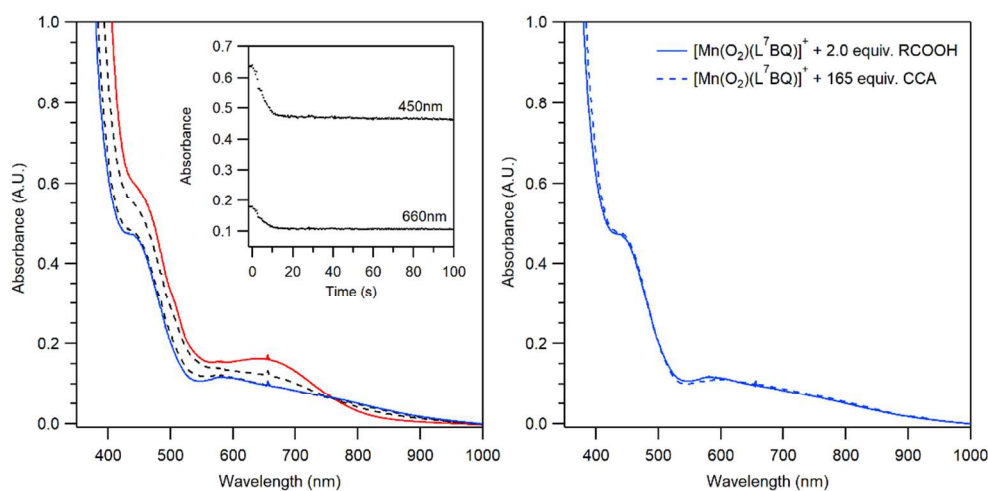 1.0
0.8
0.6
0.4
0.2
0.0
Absorbance (A.U.)
400 500 600 700 800 900 1000
Wavelength (nm)
0.7
0.6
0.5
0.4
0.3
0.2
0.1
Absorbance
450nm
660nm
0 20 40 60 80 100
Time (s)
1.0
0.8
0.6
0.4
0.2
0.0
Absorbance (A.U.)
[Mn(O₂)(L⁷BQ)]⁺ + 2.0 equiv. RCOOH
[Mn(O₂)(L⁷BQ)]⁺ + 165 equiv. CCA
400 500 600 700 800 900 1000
Wavelength (nm)